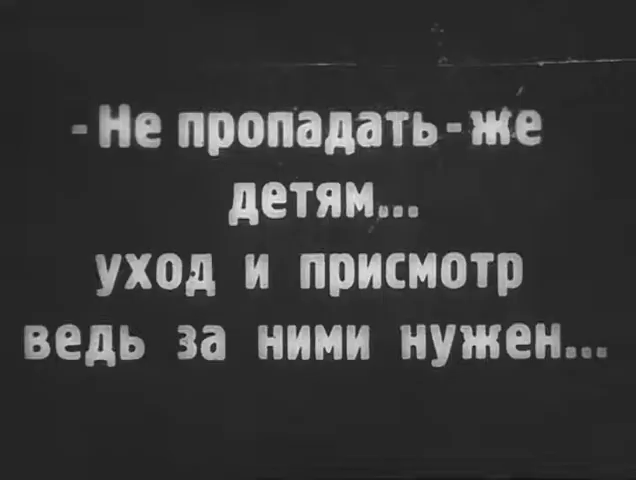 -Не пропадать-же
детям...
уход и присмотр
ведь за ними нужен...